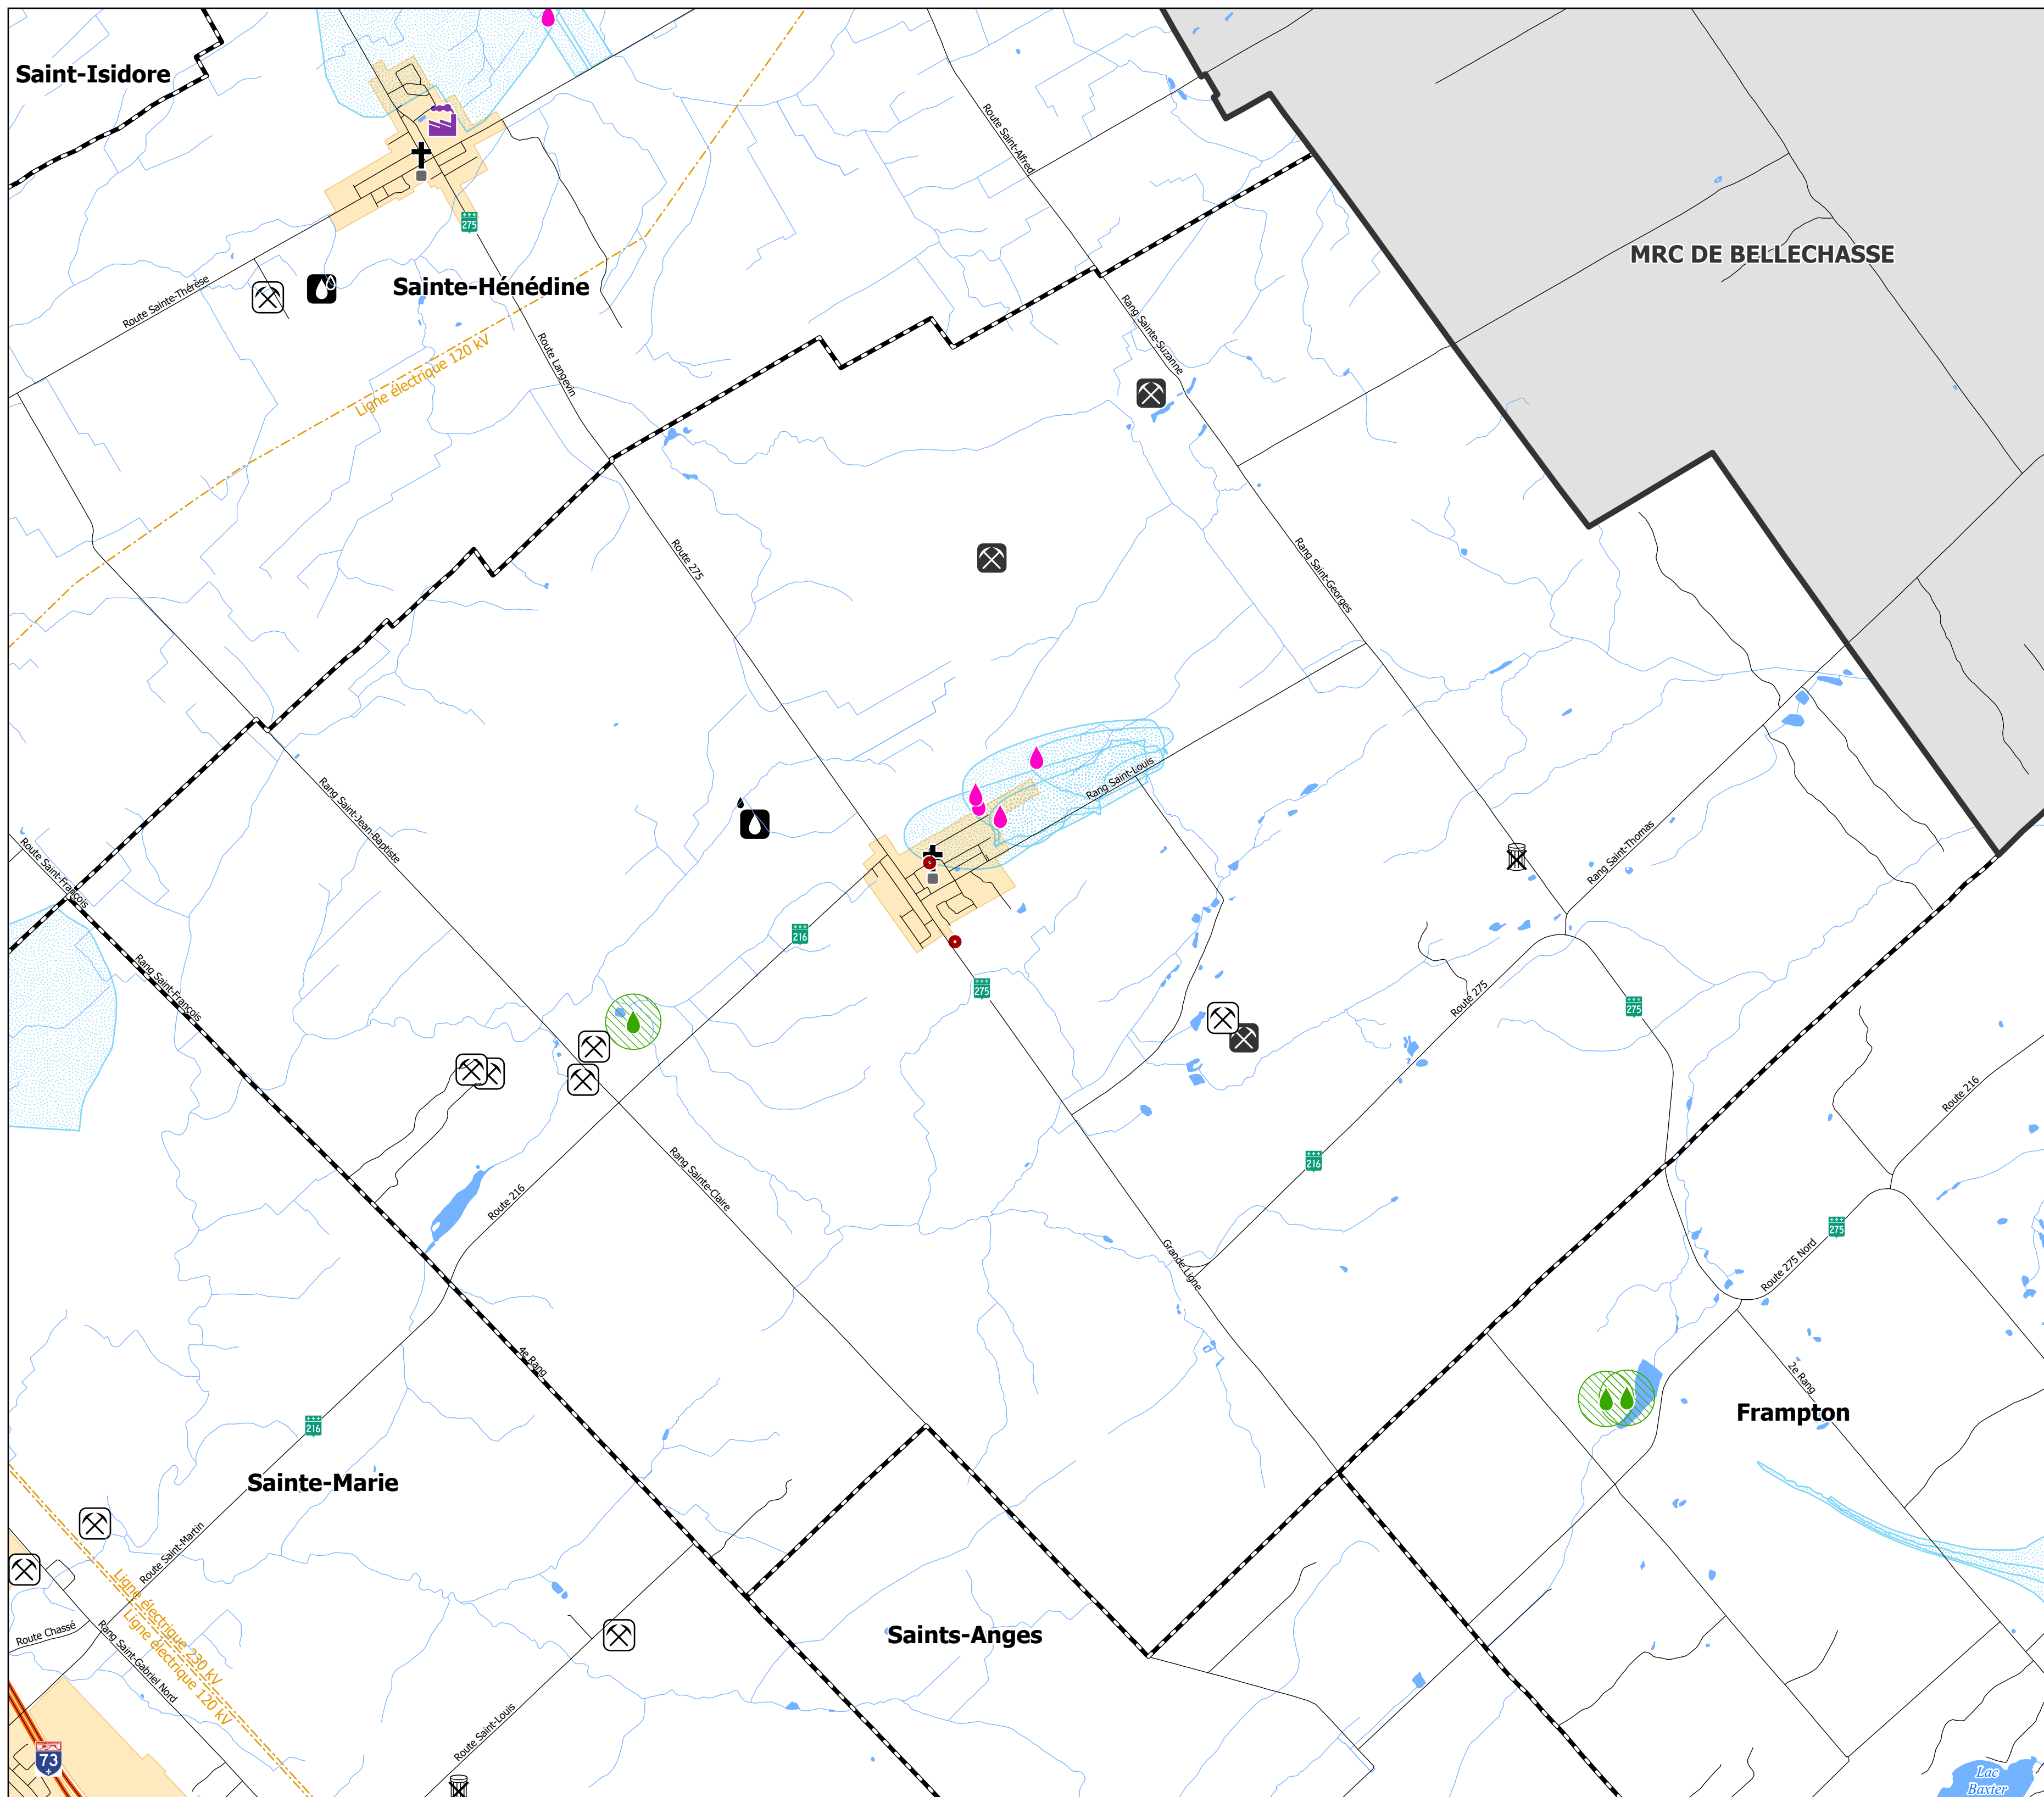 Saint-Isidore
Route Saint-Alfred
275
MRC DE BELLECHASSE
Route Sainte-Thérèse
Sainte-Hénédine
Rang Sainte-Suzanne
Route Langevin
Ligne électrique 120 kV
Route 275
Rang Saint-Georges
Rang Saint-Louis
Rang Saint-Jean-Baptiste
Route Saint-François
Rang Saint-Thomas
216
Rang Saint-François
275
Route 275
275
Route 216
216
Rang Sainte-Claire
Route 216
275
Grande Ligne
Route 275 Nord
4e Rang
2e Rang
Frampton
216
Sainte-Marie
Route Saint-Martin
Ligne électrique 230 kV
Ligne électrique 120 kV
Route Chassé
Rang Saint-Gabriel Nord
Saints-Anges
Route Saint-Louis
73
Lac
Baxter